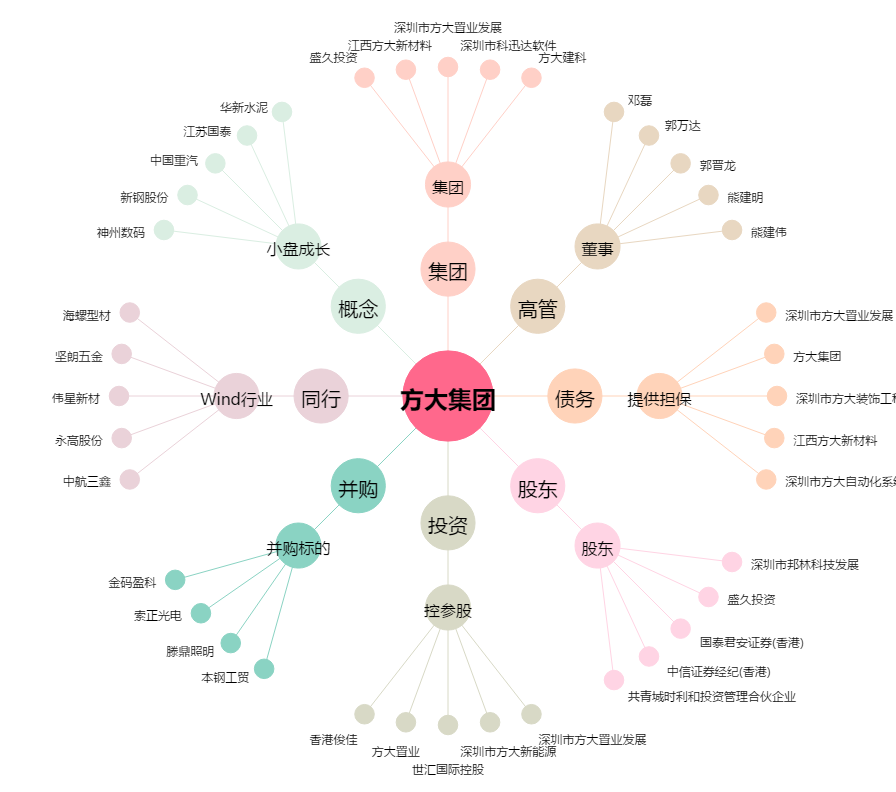 深圳市方大置业发展
江西方大新材料
深圳市科迅达软件
盛久投资
方大建科
集团
集团
邓磊
郭万达
郭晋龙
熊建明
熊建伟
董事
高管
华新水泥
江苏国泰
中国重汽
新钢股份
神州数码
小盘成长
概念
海螺型材
坚朗五金
伟星新材
永高股份
中航三鑫
Wind行业
同行
方大集团
债务
提供担保
深圳市方大置业发展
方大集团
深圳市方大装饰工程
江西方大新材料
深圳市方大自动化系统
并购
并购标的
金码盈科
索正光电
滕鼎照明
本钢工贸
投资
控参股
香港俊佳
方大置业
世汇国际控股
深圳市方大新能源
深圳市方大置业发展
股东
股东
深圳市邦林科技发展
盛久投资
国泰君安证券(香港)
中信证券经纪(香港)
共青城时利和投资管理合伙企业